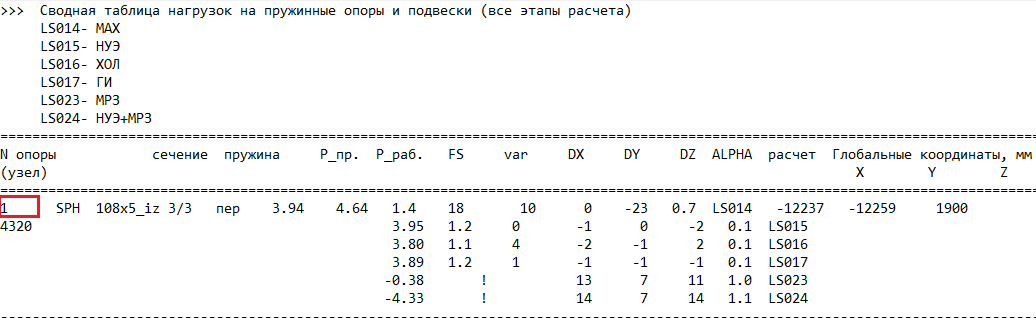 >>>  Сводная таблица нагрузок на пружинные опоры и подвески (все этапы расчета)
     LS014- МАХ
     LS015- НУЭ
     LS016- ХОЛ
     LS017- ГИ
     LS023- МРЗ
     LS024- НУЭ+МРЗ
=================================================================================================================================
N опоры            сечение  пружина     Р_пр.  Р_раб.   FS     var     DX     DY     DZ  ALPHA  расчет  Глобальные координаты, мм
(узел)                                                                                                     X        Y        Z
=================================================================================================================================
1      SPH  108x5_iz 3/3   пер    3.94    4.64   1.4    18       10      0    -23   0.7  LS014   -12237   -12259     1900
4320                                             3.95   1.2     0       -1      0     -2   0.1  LS015
                                                 3.80   1.1     4       -2     -1      2   0.1  LS016
                                                 3.89   1.2     1       -1     -1     -1   0.1  LS017
                                                -0.38       !           13      7     11   1.0  LS023
                                                -4.33       !           14      7     14   1.1  LS024
---------------------------------------------------------------------------------------------------------------------------------